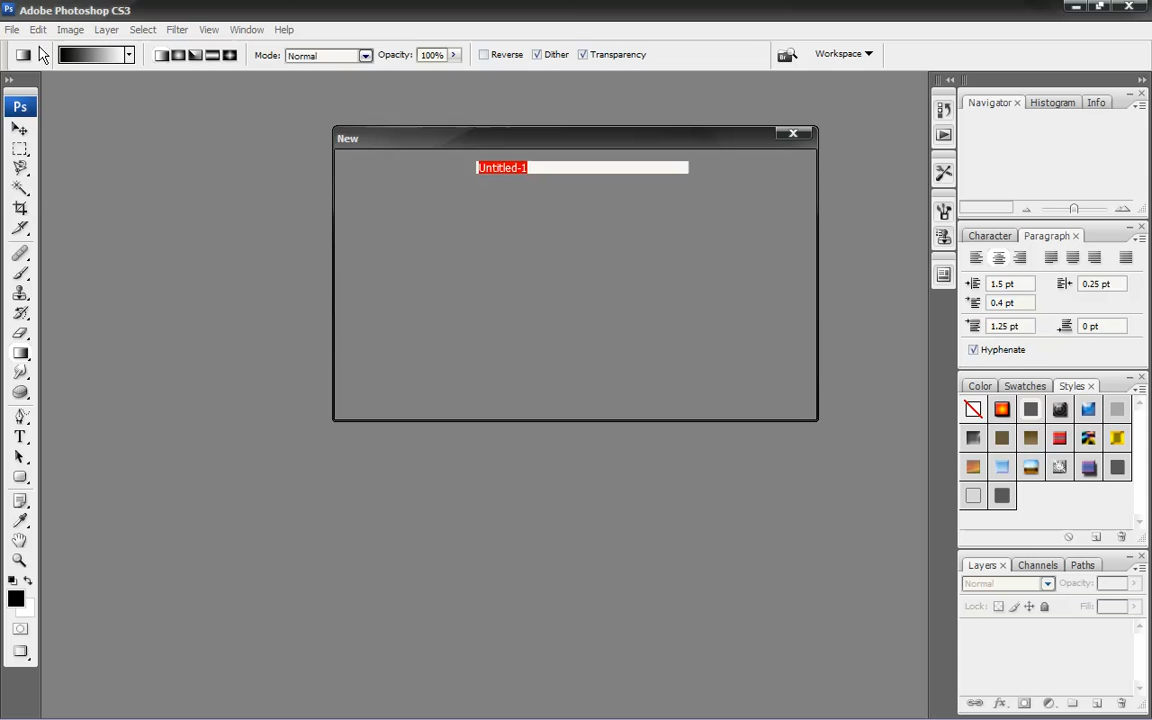 Ps Adobe Photoshop CS3
File Edit Image Layer Select Filter View Window Help
Mode: Normal Opacity: 100% Reverse Dither Transparency Workspace
Ps
New
Untitled-1
Navigator Histogram Info
Character Paragraph
1.5 pt 0.25 pt
0.4 pt
1.25 pt 0 pt
Hyphenate
Color Swatches Styles
Layers Channels Paths
Normal Opacity:
Lock: Fill:
T
fx